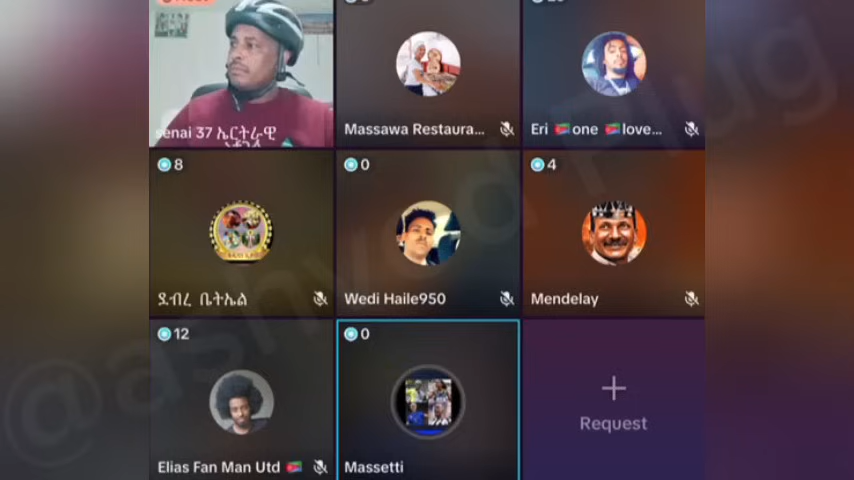 senai 37 ኤርትራዊ
Massawa Restaura...
Eri 🇪🇷one 🇪🇷love...
8
0
4
ደብረ ቤትኤል
Wedi Haile950
Mendelay
12
0
Elias Fan Man Utd 🇪🇷
Massetti
Request